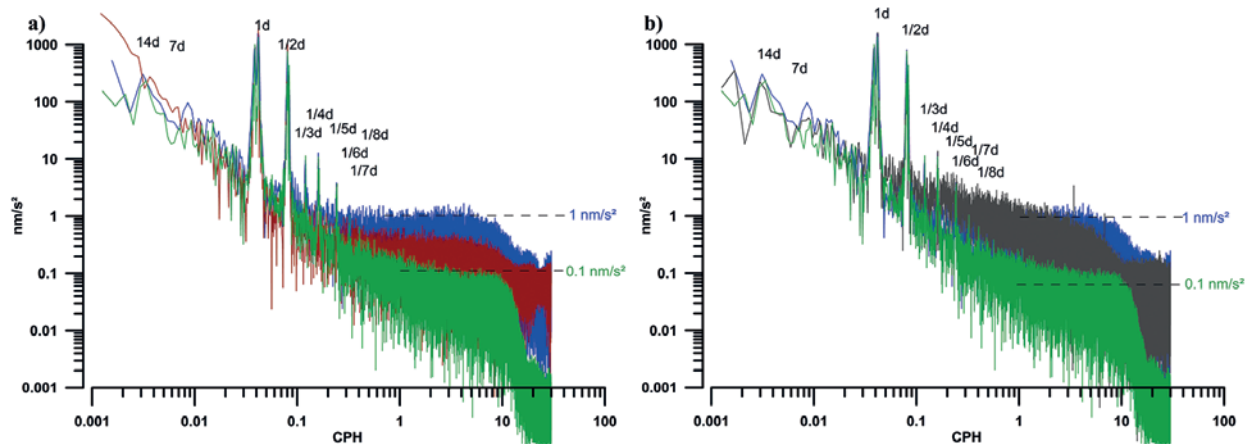 a)
1000
100
10
1
0.1
0.01
0.001
nm/s²
14d
7d
1d
1/2d
1/3d
1/4d
1/5d
1/6d
1/7d
1/8d
1 nm/s²
0.1 nm/s²
0.001 0.01 0.1 1 10 100
CPH
b)
1000
100
10
1
0.1
0.01
0.001
nm/s²
14d
7d
1d
1/2d
1/3d
1/4d
1/5d
1/6d
1/7d
1/8d
1 nm/s²
0.1 nm/s²
0.001 0.01 0.1 1 10 100
CPH